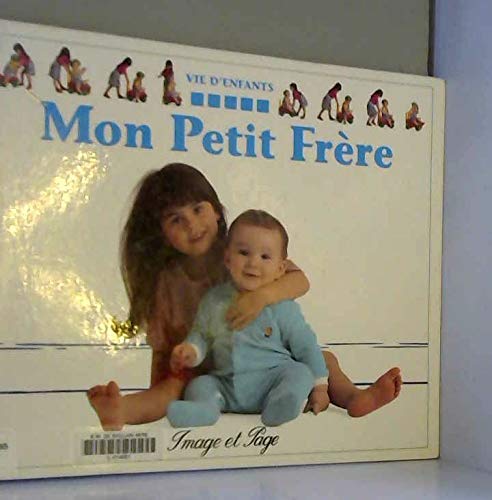 VIE D'ENFANTS
Mon Petit Frère
Image et Page